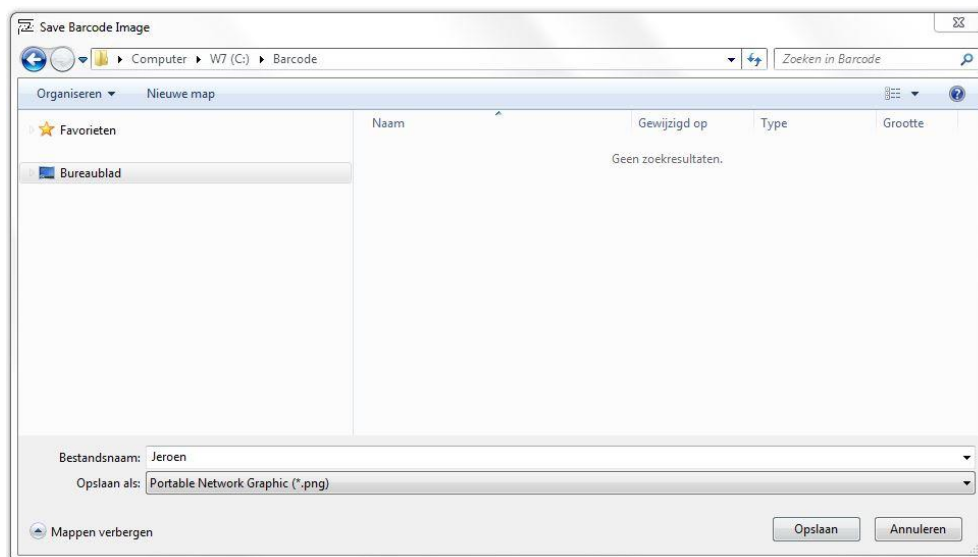 Save Barcode Image
Computer W7 (C:) Barcode Zoeken in Barcode
Organiseren Nieuwe map
Favorieten
Bureaublad
Naam Gewijzigd op Type Grootte
Geen zoekresultaten.
Bestandsnaam: Jeroen
Opslaan als: Portable Network Graphic (*.png)
Mappen verbergen Opslaan Annuleren